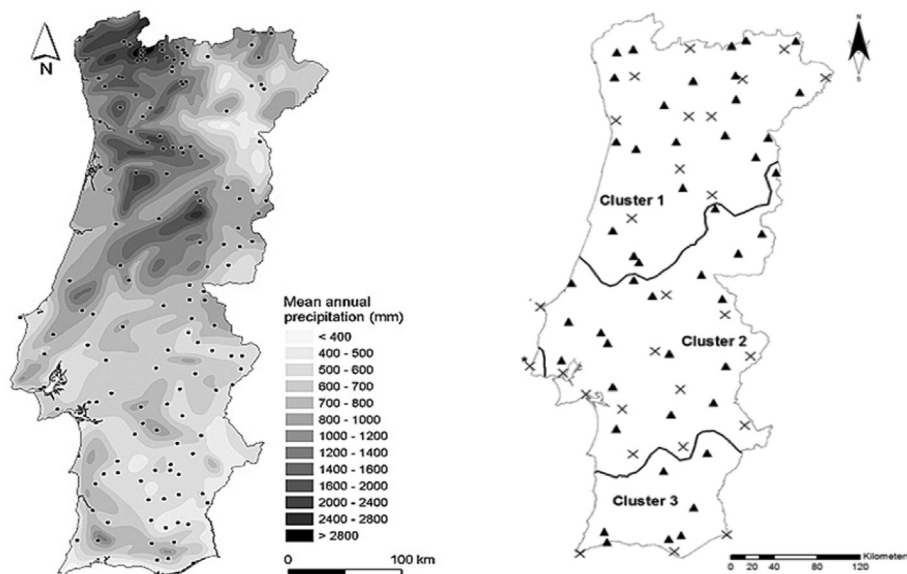 N
Mean annual
precipitation (mm)
< 400
400 - 500
500 - 600
600 - 700
700 - 800
800 - 1000
1000 - 1200
1200 - 1400
1400 - 1600
1600 - 2000
2000 - 2400
2400 - 2800
> 2800
0 100 km
N
S
Cluster 1
Cluster 2
Cluster 3
Kilometers
0 20 40 80 120